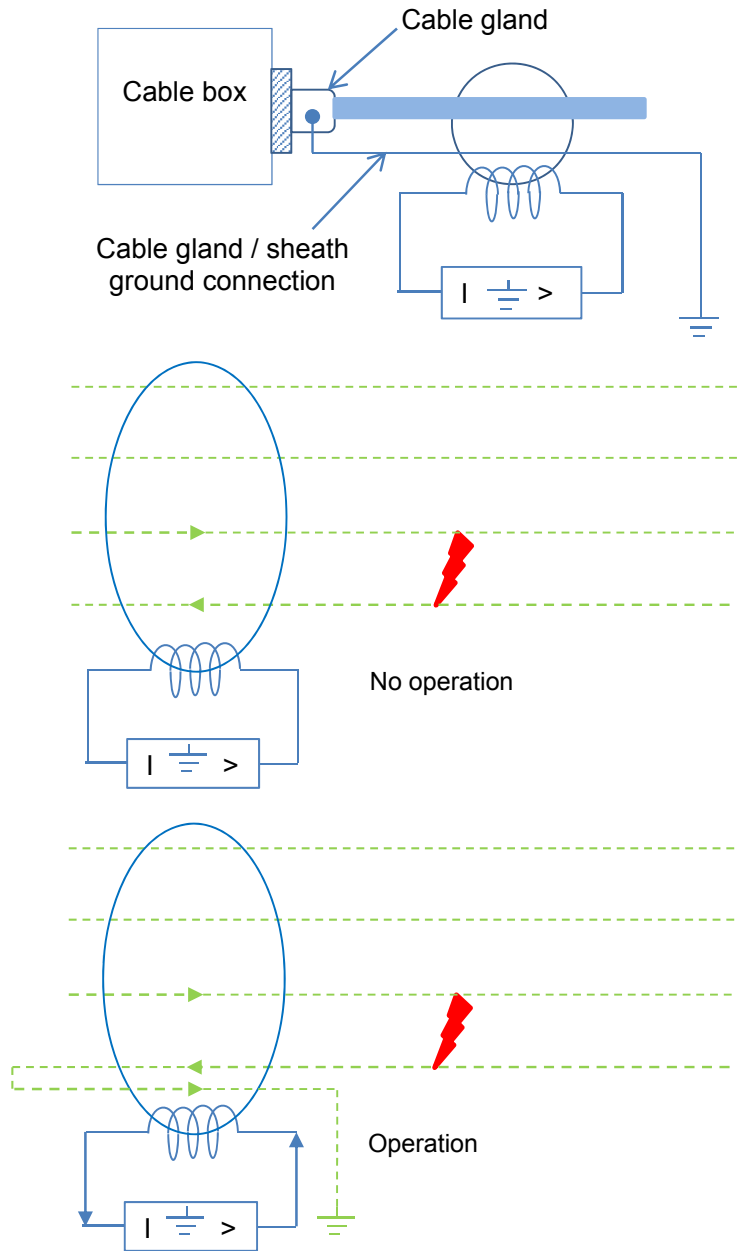 Cable gland
Cable box
Cable gland / sheath
ground connection
I >
No operation
I >
Operation
I >